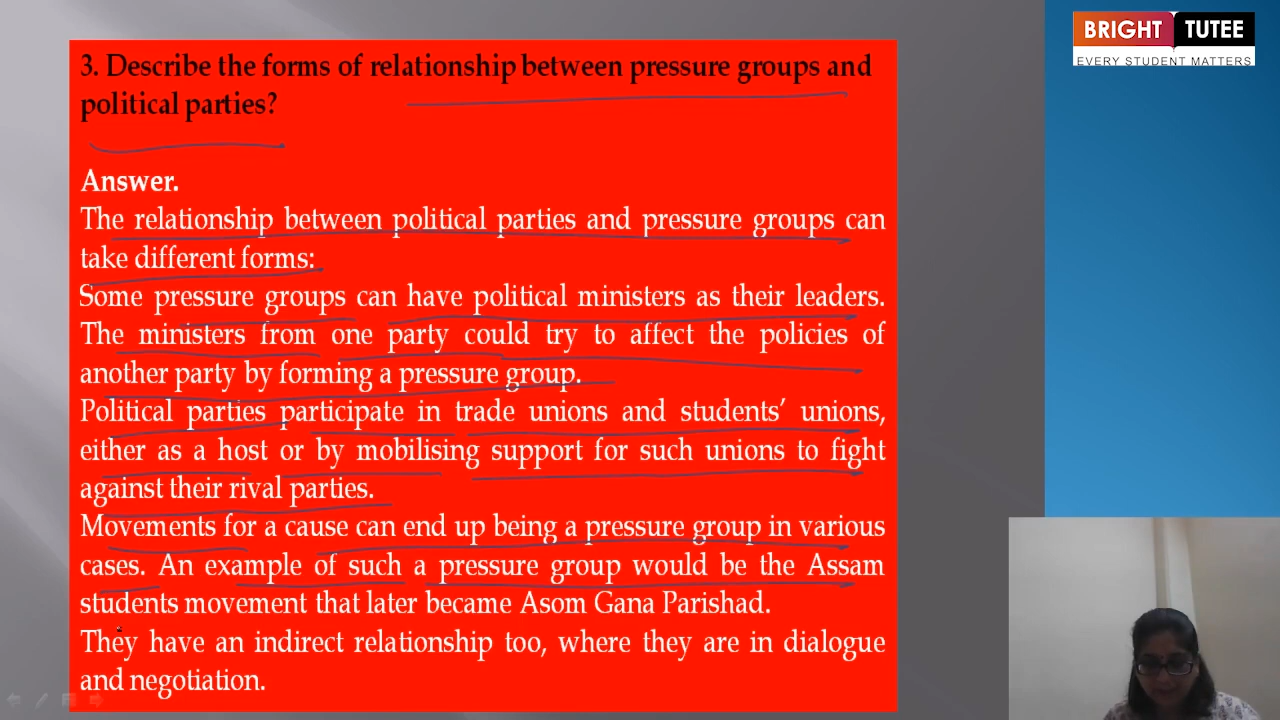 BRIGHT TUTEE
EVERY STUDENT MATTERS
3. Describe the forms of relationship between pressure groups and
political parties?
Answer.
The relationship between political parties and pressure groups can
take different forms:
Some pressure groups can have political ministers as their leaders.
The ministers from one party could try to affect the policies of
another party by forming a pressure group.
Political parties participate in trade unions and students’ unions,
either as a host or by mobilising support for such unions to fight
against their rival parties.
Movements for a cause can end up being a pressure group in various
cases. An example of such a pressure group would be the Assam
students movement that later became Asom Gana Parishad.
They have an indirect relationship too, where they are in dialogue
and negotiation.